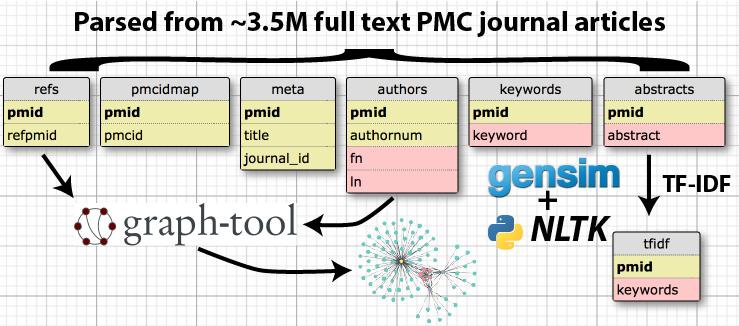 Parsed from ~3.5M full text PMC journal articles
refs
pmid
refpmid
pmcidmap
pmid
pmcid
meta
pmid
title
journal_id
authors
pmid
authornum
fn
ln
keywords
pmid
keyword
abstracts
pmid
abstract
graph-tool
gensim
+
NLTK
TF-IDF
tfidf
pmid
keywords